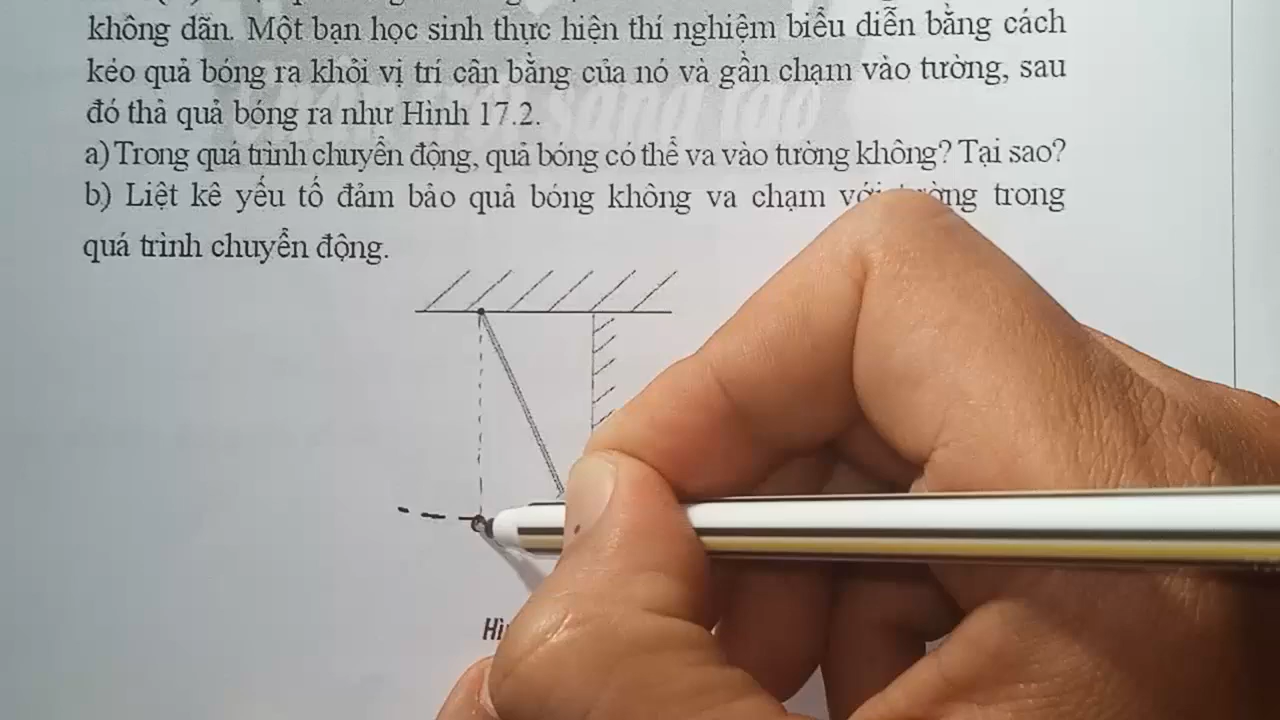 không dãn. Một bạn học sinh thực hiện thí nghiệm biểu diễn bằng cách
kéo quả bóng ra khỏi vị trí cân bằng của nó và gần chạm vào tường, sau
đó thả quả bóng ra như Hình 17.2.
a) Trong quá trình chuyển động, quả bóng có thể va vào tường không? Tại sao?
b) Liệt kê yếu tố đảm bảo quả bóng không va chạm với tường trong
quá trình chuyển động.